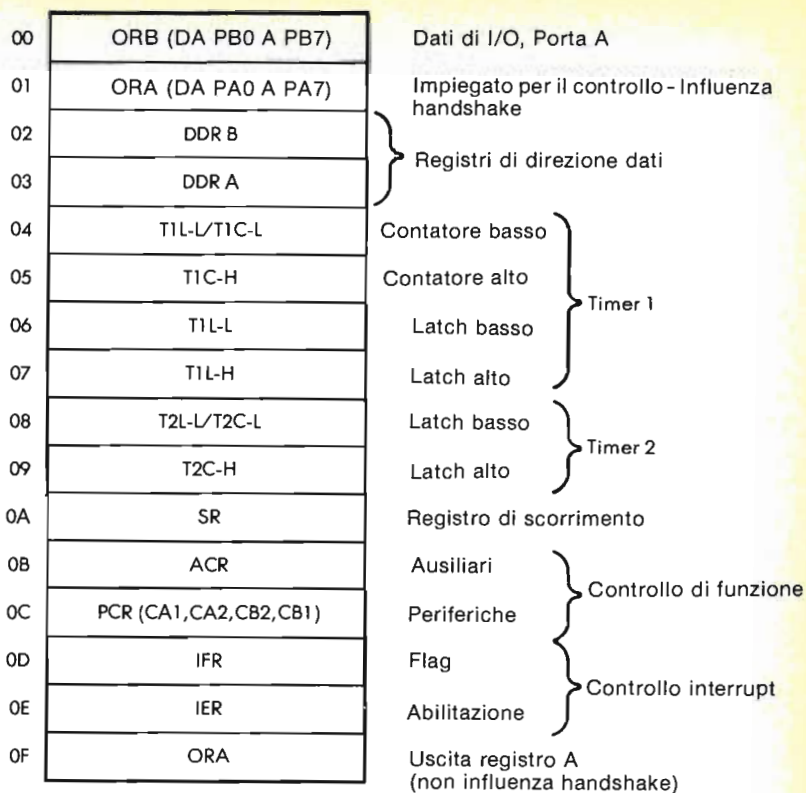 00 ORB (DA PB0 A PB7) Dati di I/O, Porta A
01 ORA (DA PA0 A PA7) Impiegato per il controllo - Influenza
handshake
02 DDR B
Registri di direzione dati
03 DDR A
04 T1L-L/T1C-L Contatore basso
05 T1C-H Contatore alto
Timer 1
06 T1L-L Latch basso
07 T1L-H Latch alto
08 T2L-L/T2C-L Latch basso
Timer 2
09 T2C-H Latch alto
0A SR Registro di scorrimento
0B ACR Ausiliari
Controllo di funzione
0C PCR (CA1,CA2,CB2,CB1) Periferiche
0D IFR Flag
Controllo interrupt
0E IER Abilitazione
0F ORA Uscita registro A
(non influenza handshake)